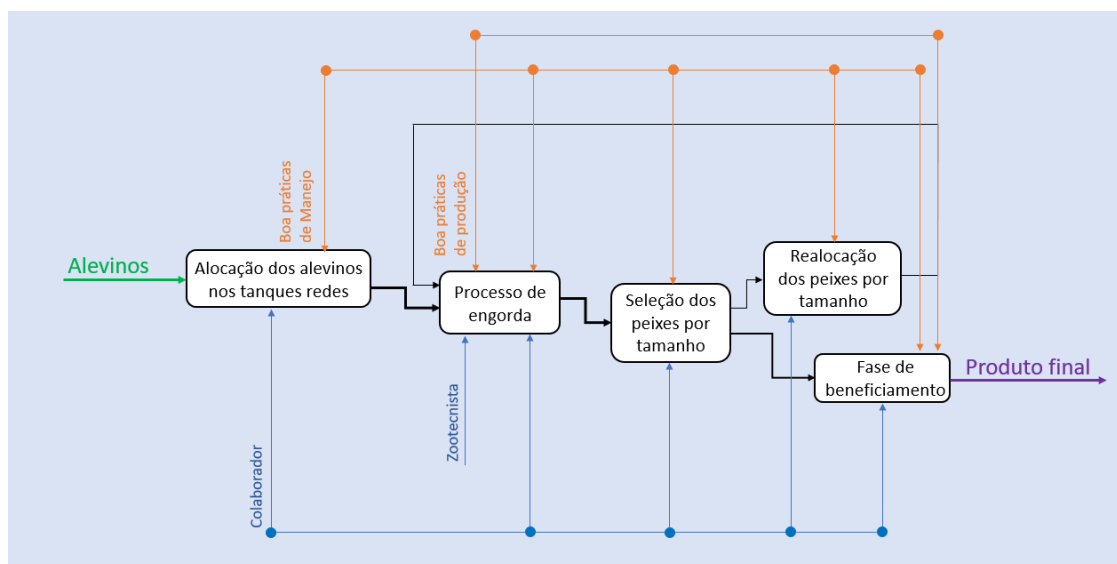 Boa práticas
de Manejo
Boa práticas
de produção
Alevinos
Alocação dos alevinos
nos tanques redes
Processo de
engorda
Seleção dos
peixes por
tamanho
Realocação
dos peixes por
tamanho
Fase de
beneficiamento
Produto final
Zootecnista
Colaborador